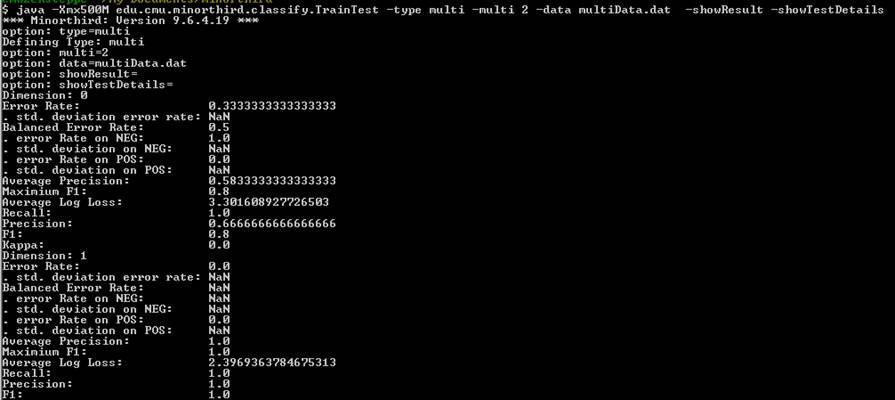 $ java -Xmx500M edu.cmu.minorthird.classify.TrainTest -type multi -multi 2 -data multiData.dat -showResult -showTestDetails
*** Minorthird: Version 9.6.4.19 ***
option: type=multi
Defining Type: multi
option: multi=2
option: data=multiData.dat
option: showResult=
option: showTestDetails=
Dimension: 0
Error Rate: 0.3333333333333333
. std. deviation error rate: NaN
Balanced Error Rate: 0.5
. error Rate on NEG: 1.0
. std. deviation on NEG: NaN
. error Rate on POS: 0.0
. std. deviation on POS: NaN
Average Precision: 0.5833333333333333
Maximium F1: 0.8
Average Log Loss: 3.301608927726503
Recall: 1.0
Precision: 0.6666666666666666
F1: 0.8
Kappa: 0.0
Dimension: 1
Error Rate: 0.0
. std. deviation error rate: NaN
Balanced Error Rate: NaN
. error Rate on NEG: NaN
. std. deviation on NEG: NaN
. error Rate on POS: 0.0
. std. deviation on POS: NaN
Average Precision: 1.0
Maximium F1: 1.0
Average Log Loss: 2.3969363784675313
Recall: 1.0
Precision: 1.0
F1: 1.0